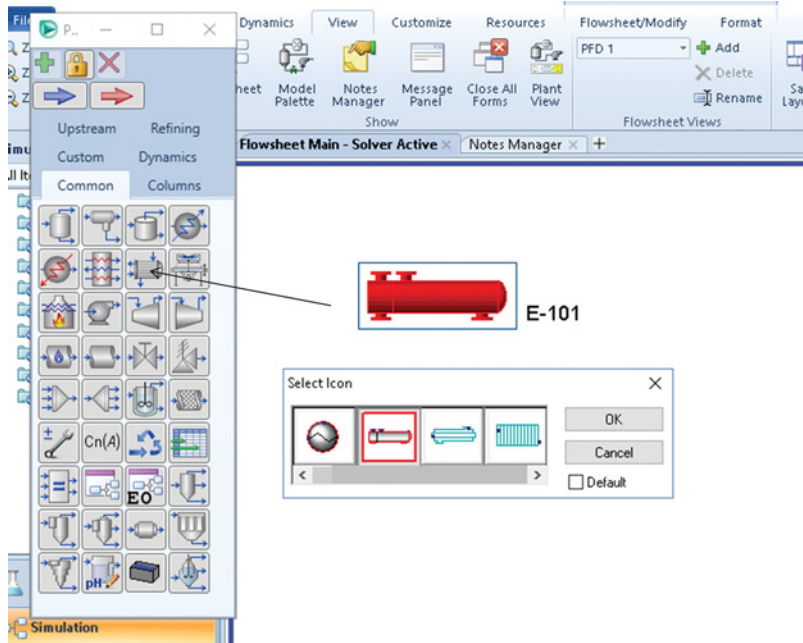 Fil
P..
Dynamics View Customize Resources Flowsheet/Modify Format
Model Palette
Notes Manager
Message Panel
Close All Forms
Plant View
Show
PFD 1
Add
Delete
Rename
Flowsheet Views
Upstream Refining
Custom Dynamics
Common Columns
Flowsheet Main - Solver Active
Notes Manager
E-101
Select Icon
OK
Cancel
Default
Cn(A)
EO
pH
Simulation